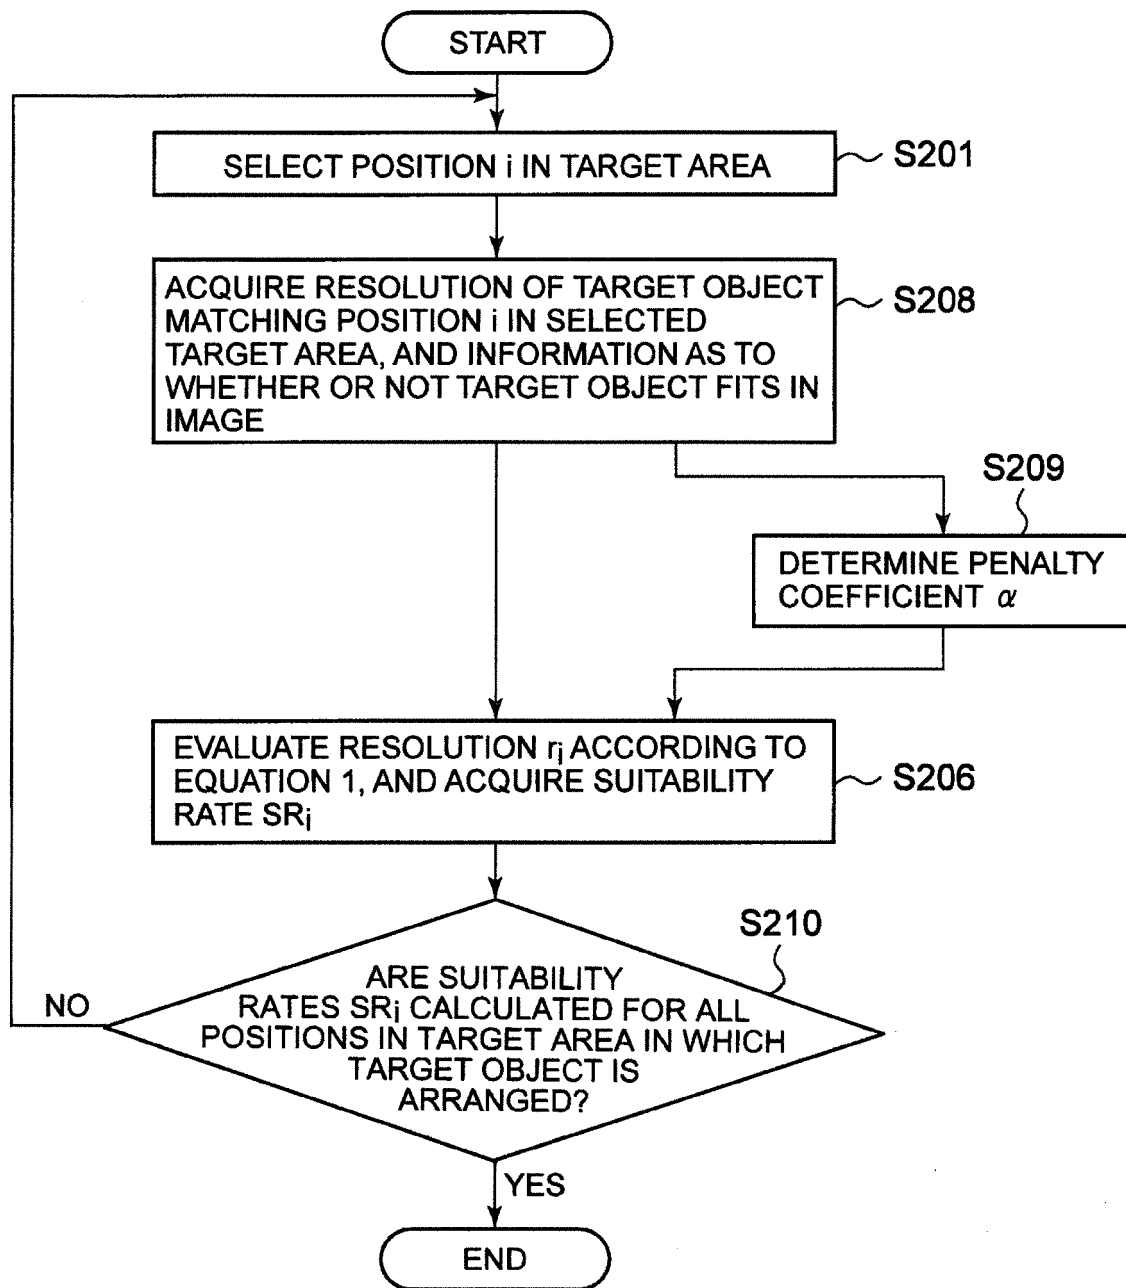 START
SELECT POSITION i IN TARGET AREA
S201
ACQUIRE RESOLUTION OF TARGET OBJECT
MATCHING POSITION i IN SELECTED
TARGET AREA, AND INFORMATION AS TO
WHETHER OR NOT TARGET OBJECT FITS IN
IMAGE
S208
S209
DETERMINE PENALTY
COEFFICIENT α
EVALUATE RESOLUTION ri ACCORDING TO
EQUATION 1, AND ACQUIRE SUITABILITY
RATE SRi
S206
S210
ARE SUITABILITY
RATES SRi CALCULATED FOR ALL
POSITIONS IN TARGET AREA IN WHICH
TARGET OBJECT IS
ARRANGED?
NO
YES
END